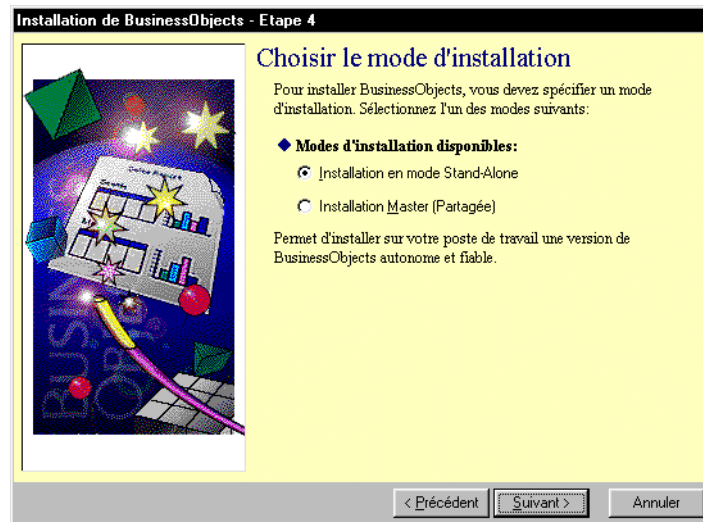 Installation de BusinessObjects - Etape 4
Choisir le mode d'installation
Pour installer BusinessObjects, vous devez spécifier un mode
d'installation. Sélectionnez l'un des modes suivants:
Modes d'installation disponibles:
Installation en mode Stand-Alone
Installation Master (Partagée)
Permet d'installer sur votre poste de travail une version de
BusinessObjects autonome et fiable.
BUSIN
OBJE
< Précédent
Suivant >
Annuler